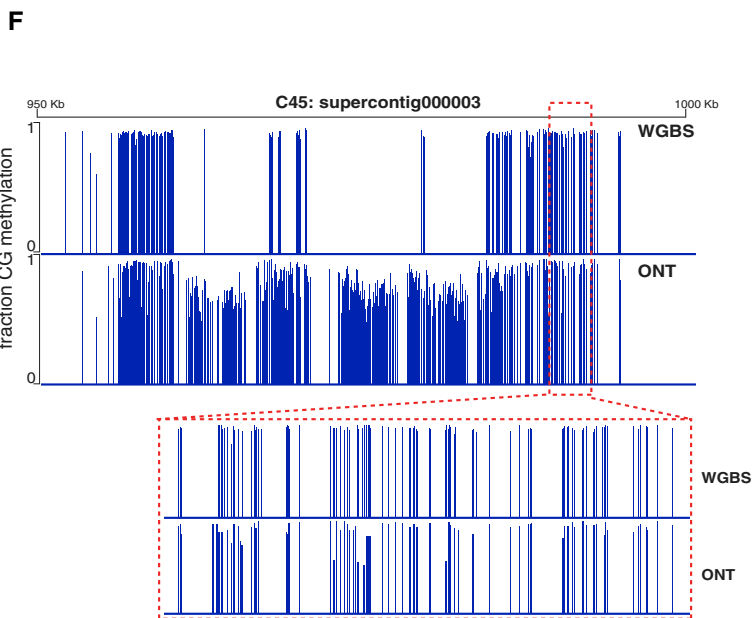 F
950 Kb
C45: supercontig000003
1000 Kb
1
WGBS
0
1
ONT
0
fraction CG methylation
WGBS
ONT